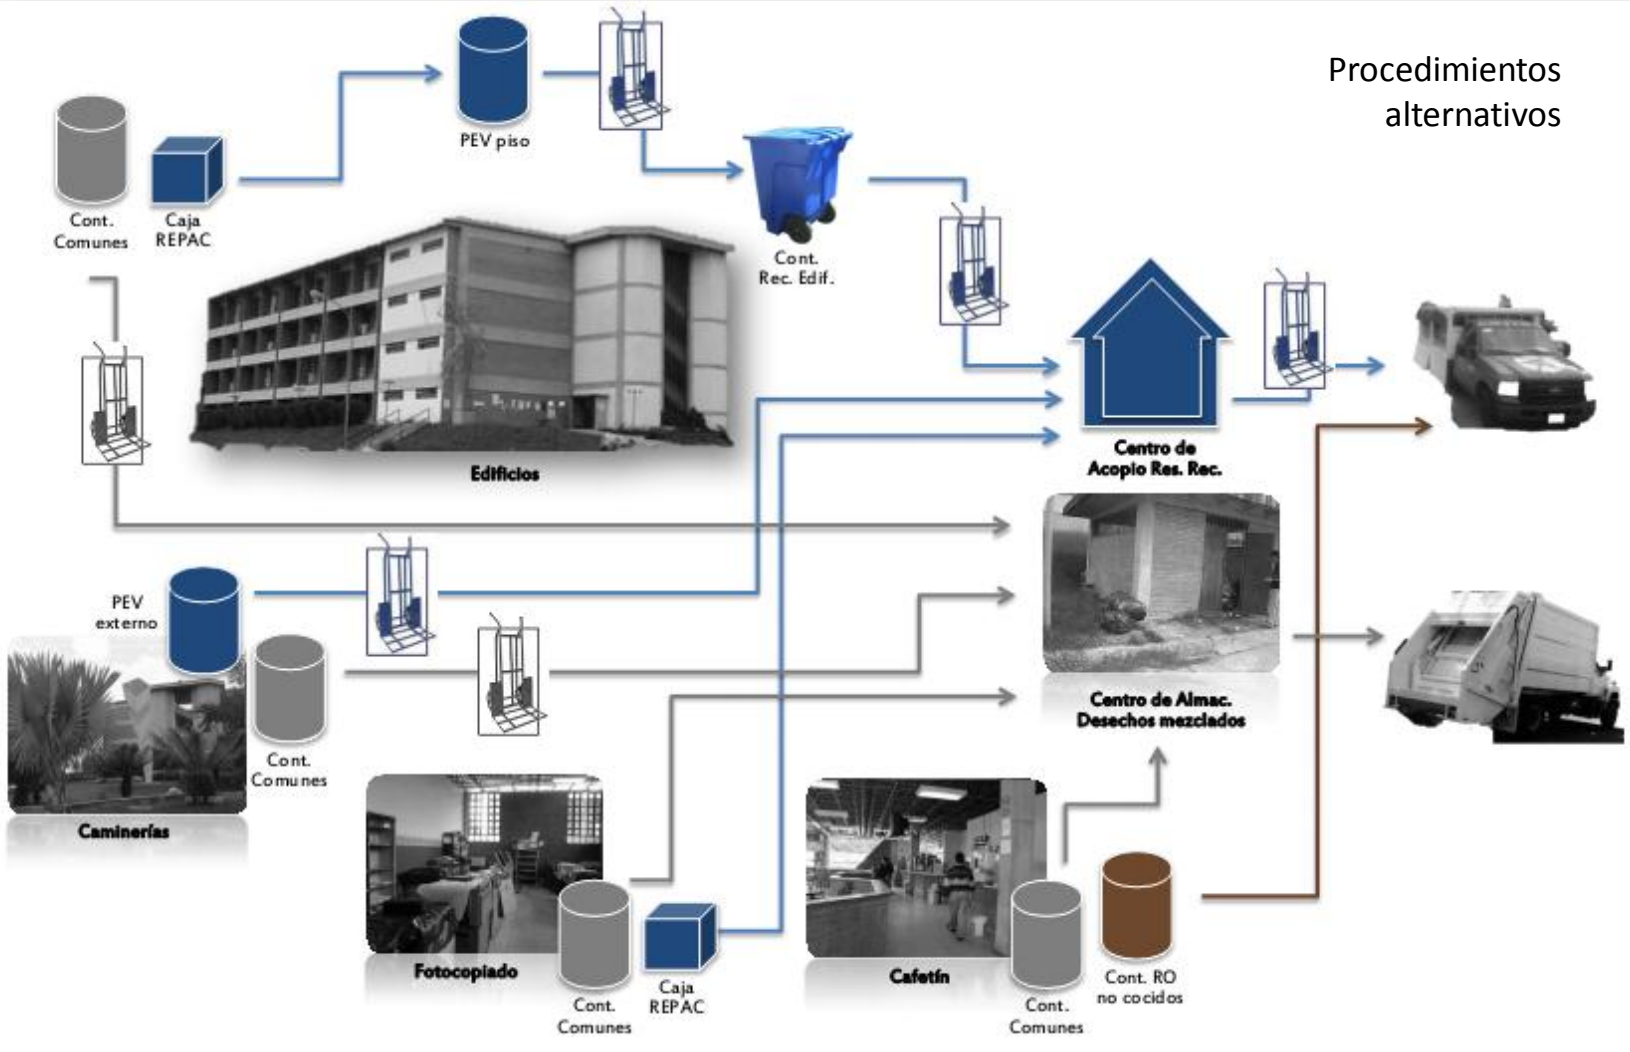 Procedimientos
alternativos
PEV piso
Cont.
Comunes
Caja
REPAC
Cont.
Rec. Edif.
Edificios
Centro de
Acopio Res. Rec.
PEV
externo
Cont.
Comunes
Caminerías
Centro de Almac.
Desechos mezclados
Fotocopiado
Cont.
Comunes
Caja
REPAC
Cafetín
Cont.
Comunes
Cont. RO
no cocidos